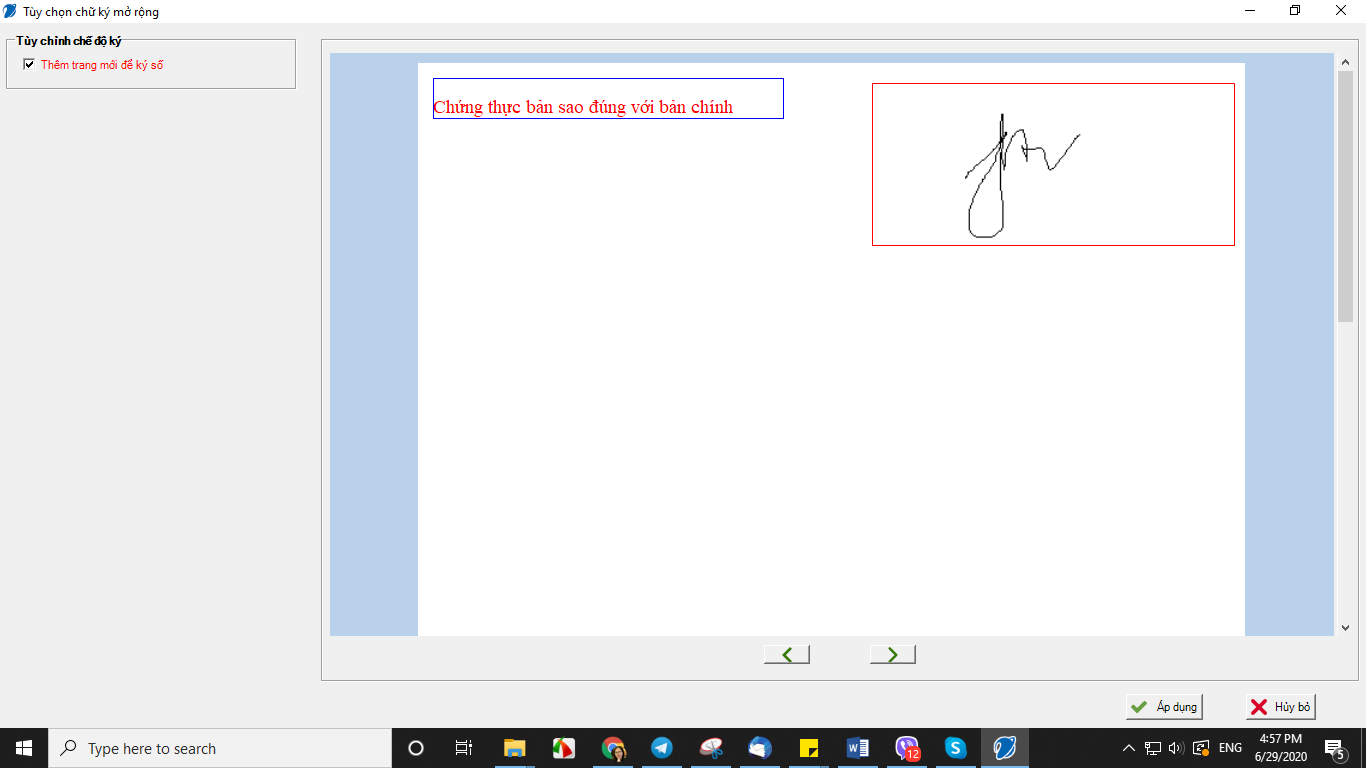 Tùy chọn chữ ký mở rộng
Tùy chỉnh chế độ ký
Thêm trang mới để ký số
Chứng thực bản sao đúng với bản chính
Áp dụng
Hủy bỏ
Type here to search
12
ENG
4:57 PM
6/29/2020
5